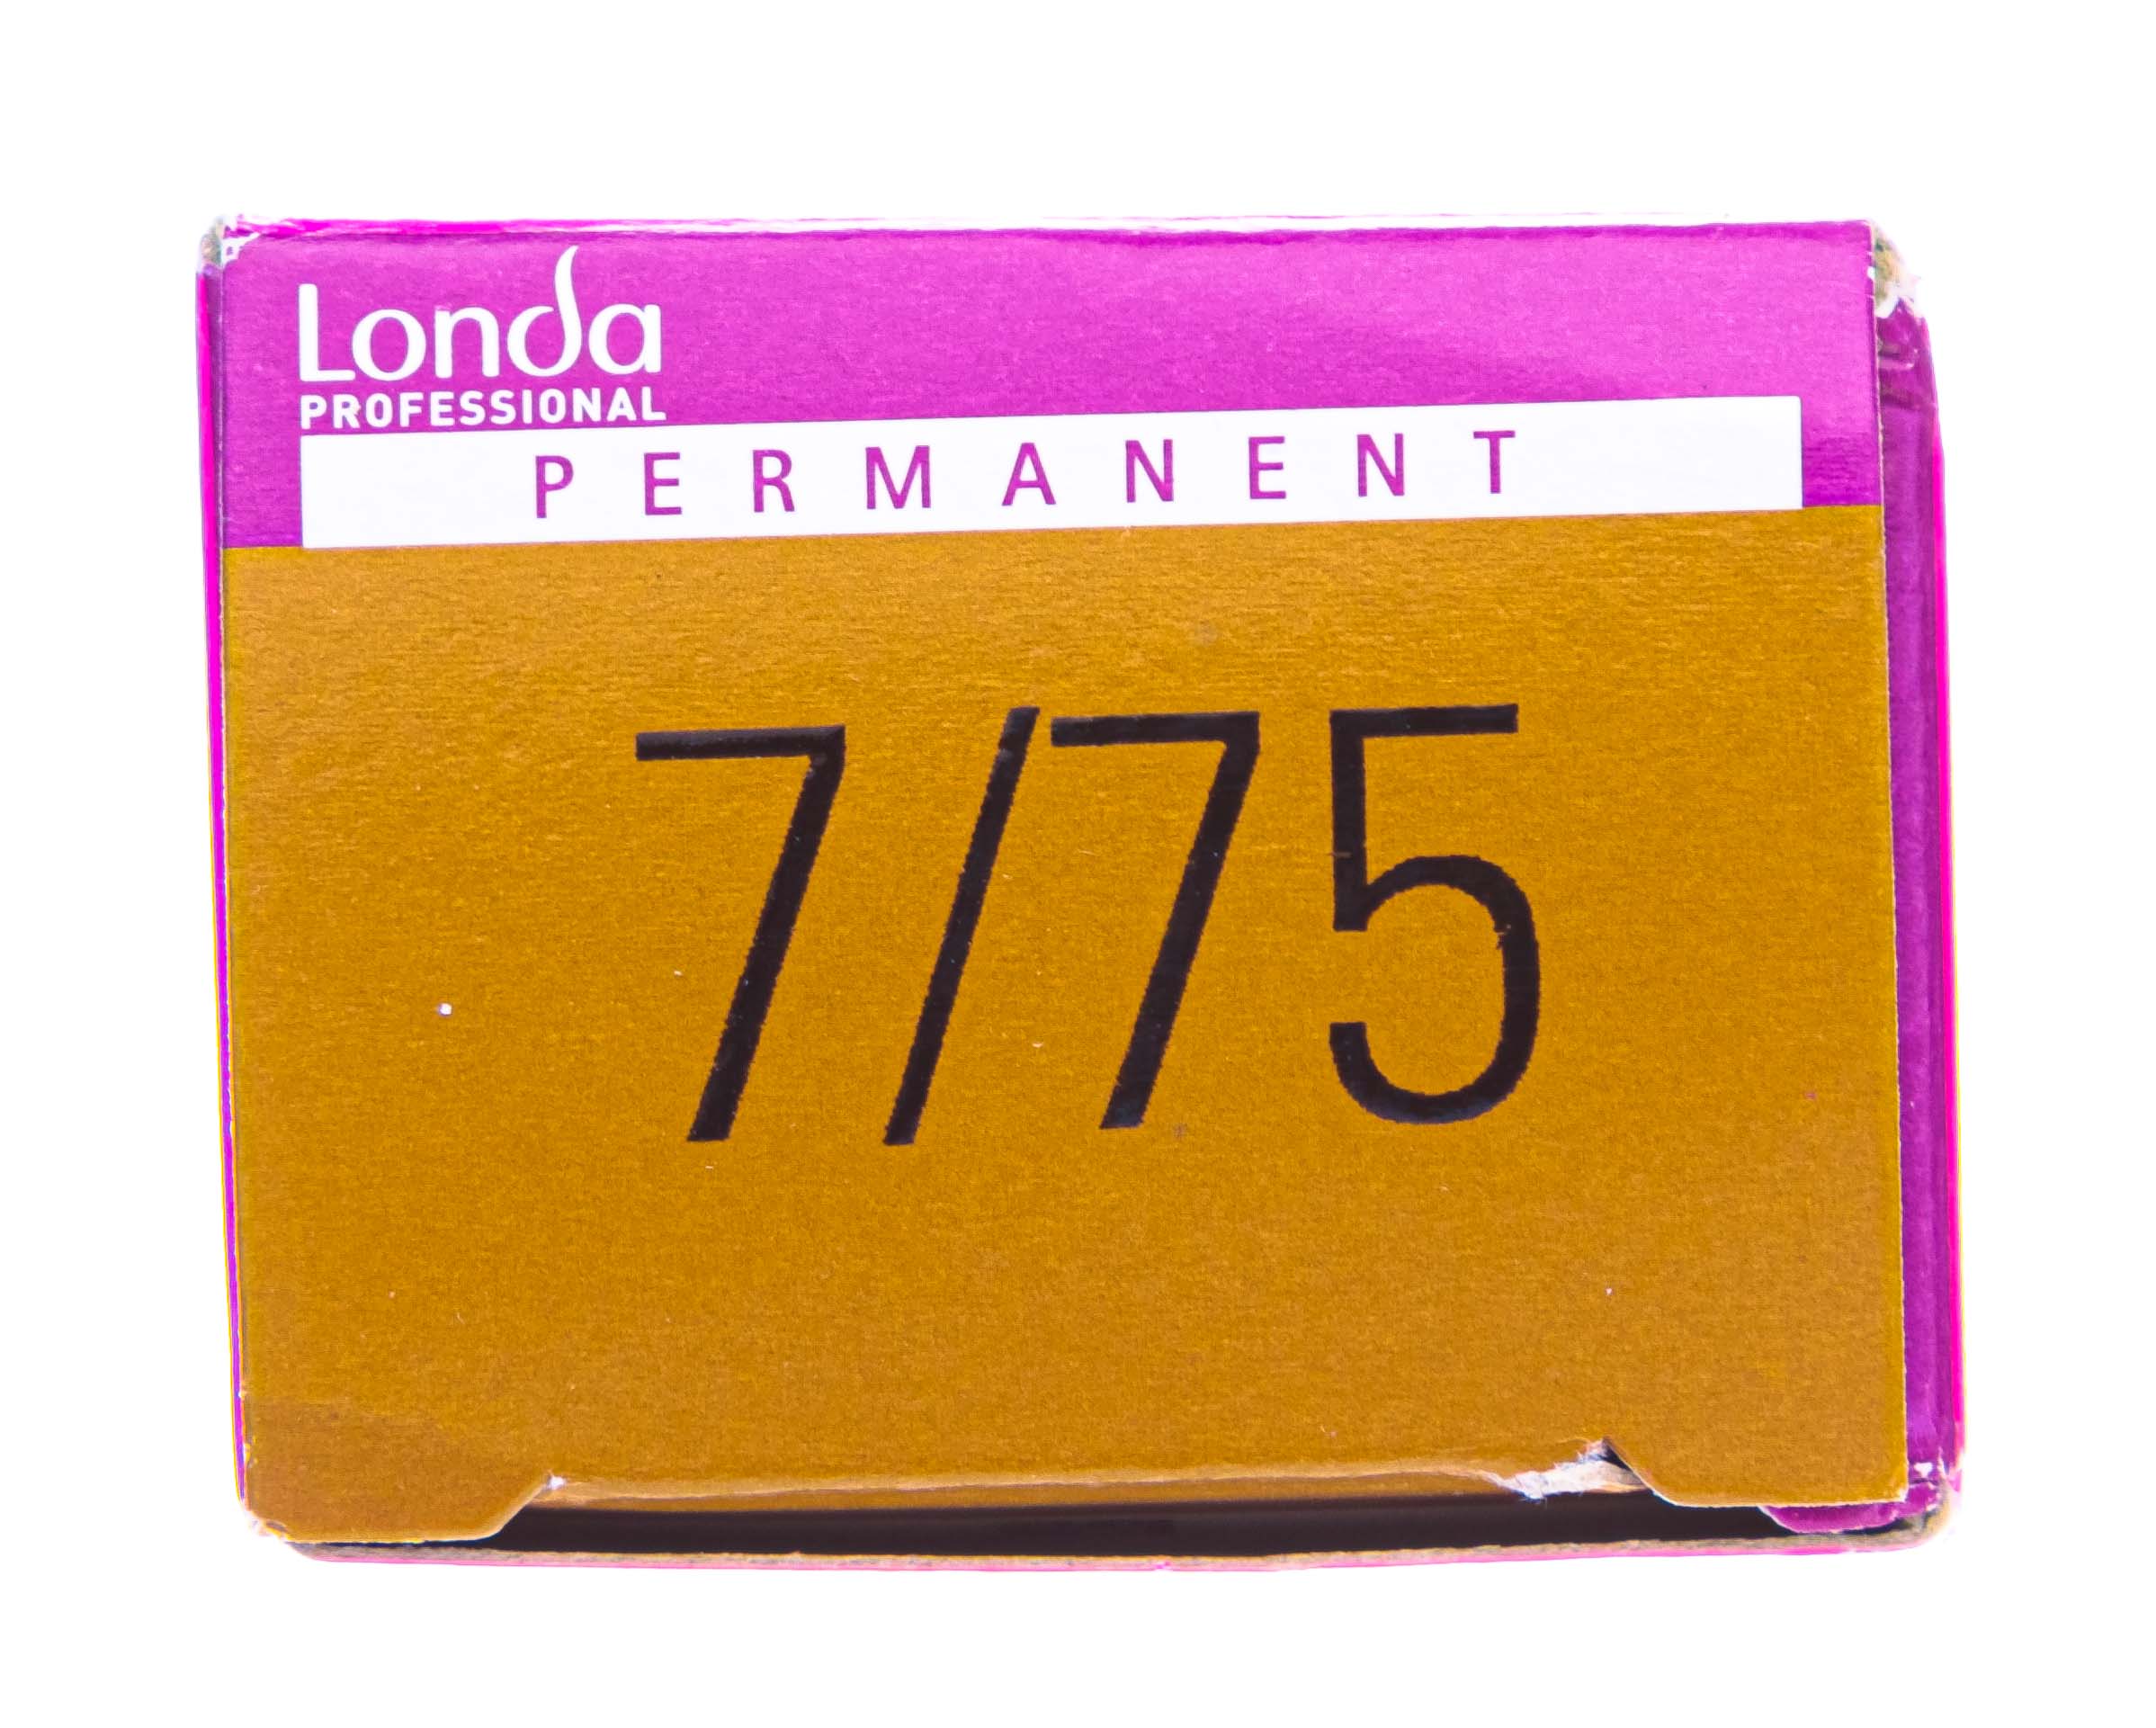 Londa
PROFESSIONAL
PERMANENT
7/75